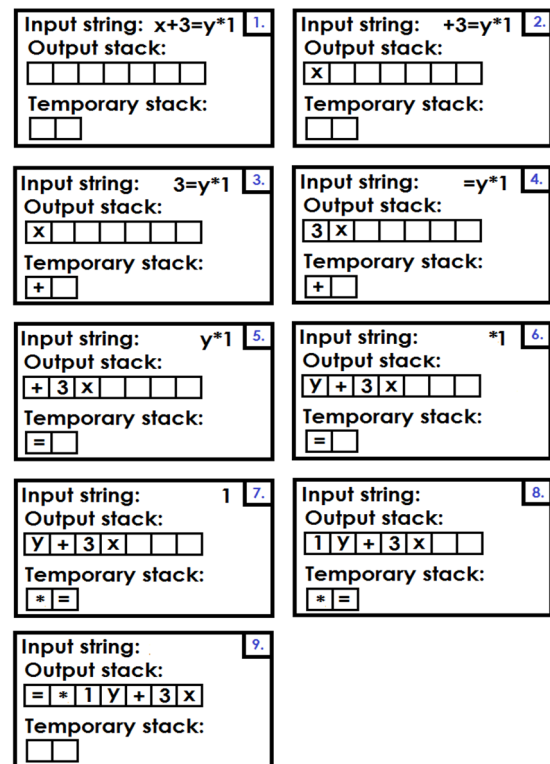 Input string: x+3=y*1 1.
Output stack:
Temporary stack:
Input string: +3=y*1 2.
Output stack:
x
Temporary stack:
Input string: 3=y*1 3.
Output stack:
x
Temporary stack:
+
Input string: =y*1 4.
Output stack:
3 x
Temporary stack:
+
Input string: y*1 5.
Output stack:
+ 3 x
Temporary stack:
=
Input string: *1 6.
Output stack:
y + 3 x
Temporary stack:
=
Input string: 1 7.
Output stack:
y + 3 x
Temporary stack:
* =
Input string: 8.
Output stack:
1 y + 3 x
Temporary stack:
* =
Input string: 9.
Output stack:
= * 1 y + 3 x
Temporary stack: